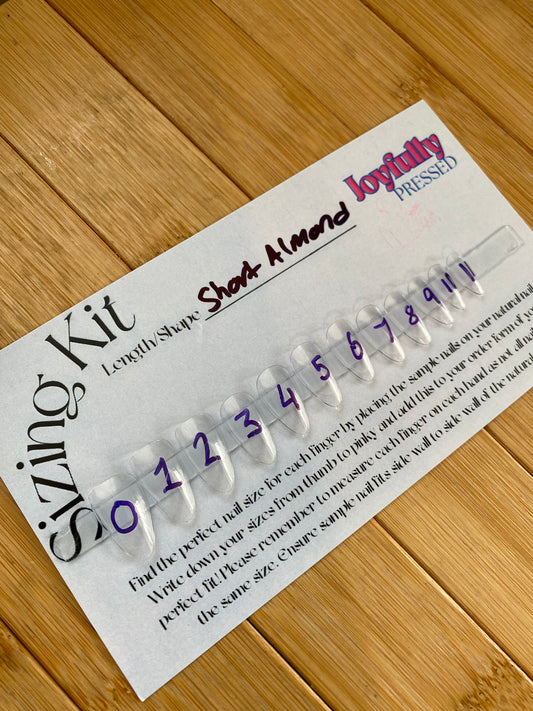 Joyfully
PRESSED
Sizing Kit
Length/Shape Short Almond
0 1 2 3 4 5 6 7 8 9 11 11
Find the perfect nail size for each finger by placing the sample nails on your natural nail
Write down your sizes from thumb to pinky and add this to your order form of
perfect fit! Please remember to measure each finger on each hand as not all
the same size. Ensure sample nail fits side wall to side wall of the natural